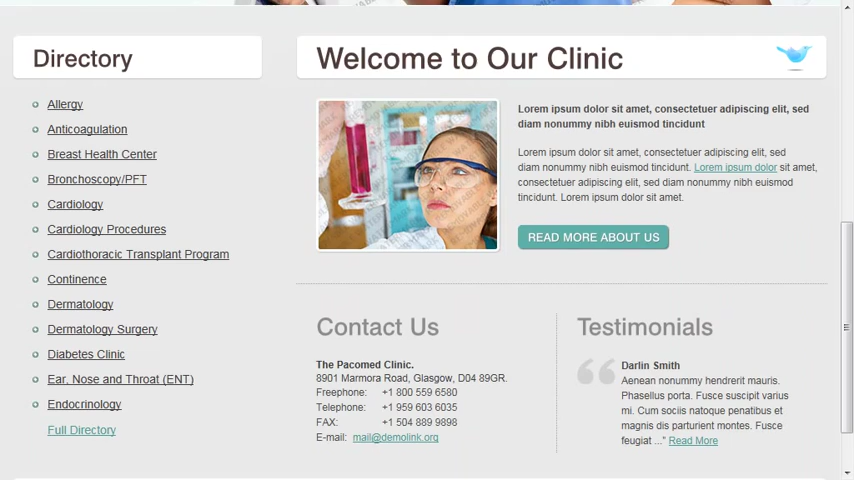 Directory
Allergy
Anticoagulation
Breast Health Center
Bronchoscopy/PFT
Cardiology
Cardiology Procedures
Cardiothoracic Transplant Program
Continence
Dermatology
Dermatology Surgery
Diabetes Clinic
Ear, Nose and Throat (ENT)
Endocrinology
Full Directory
Welcome to Our Clinic
Lorem ipsum dolor sit amet, consectetuer adipiscing elit, sed
diam nonummy nibh euismod tincidunt
Lorem ipsum dolor sit amet, consectetuer adipiscing elit, sed
diam nonummy nibh euismod tincidunt. Lorem ipsum dolor sit amet,
consectetuer adipiscing elit, sed diam nonummy nibh euismod
tincidunt. Lorem ipsum dolor sit amet.
READ MORE ABOUT US
Contact Us
The Pacomed Clinic.
8901 Marmora Road, Glasgow, D04 89GR.
Freephone: +1 800 559 6580
Telephone: +1 959 603 6035
FAX: +1 504 889 9898
E-mail: mail@demolink.org
Testimonials
Darlin Smith
Aenean nonummy hendrerit mauris.
Phasellus porta. Fusce suscipit varius
mi. Cum sociis natoque penatibus et
magnis dis parturient montes. Fusce
feugiat ..." Read More